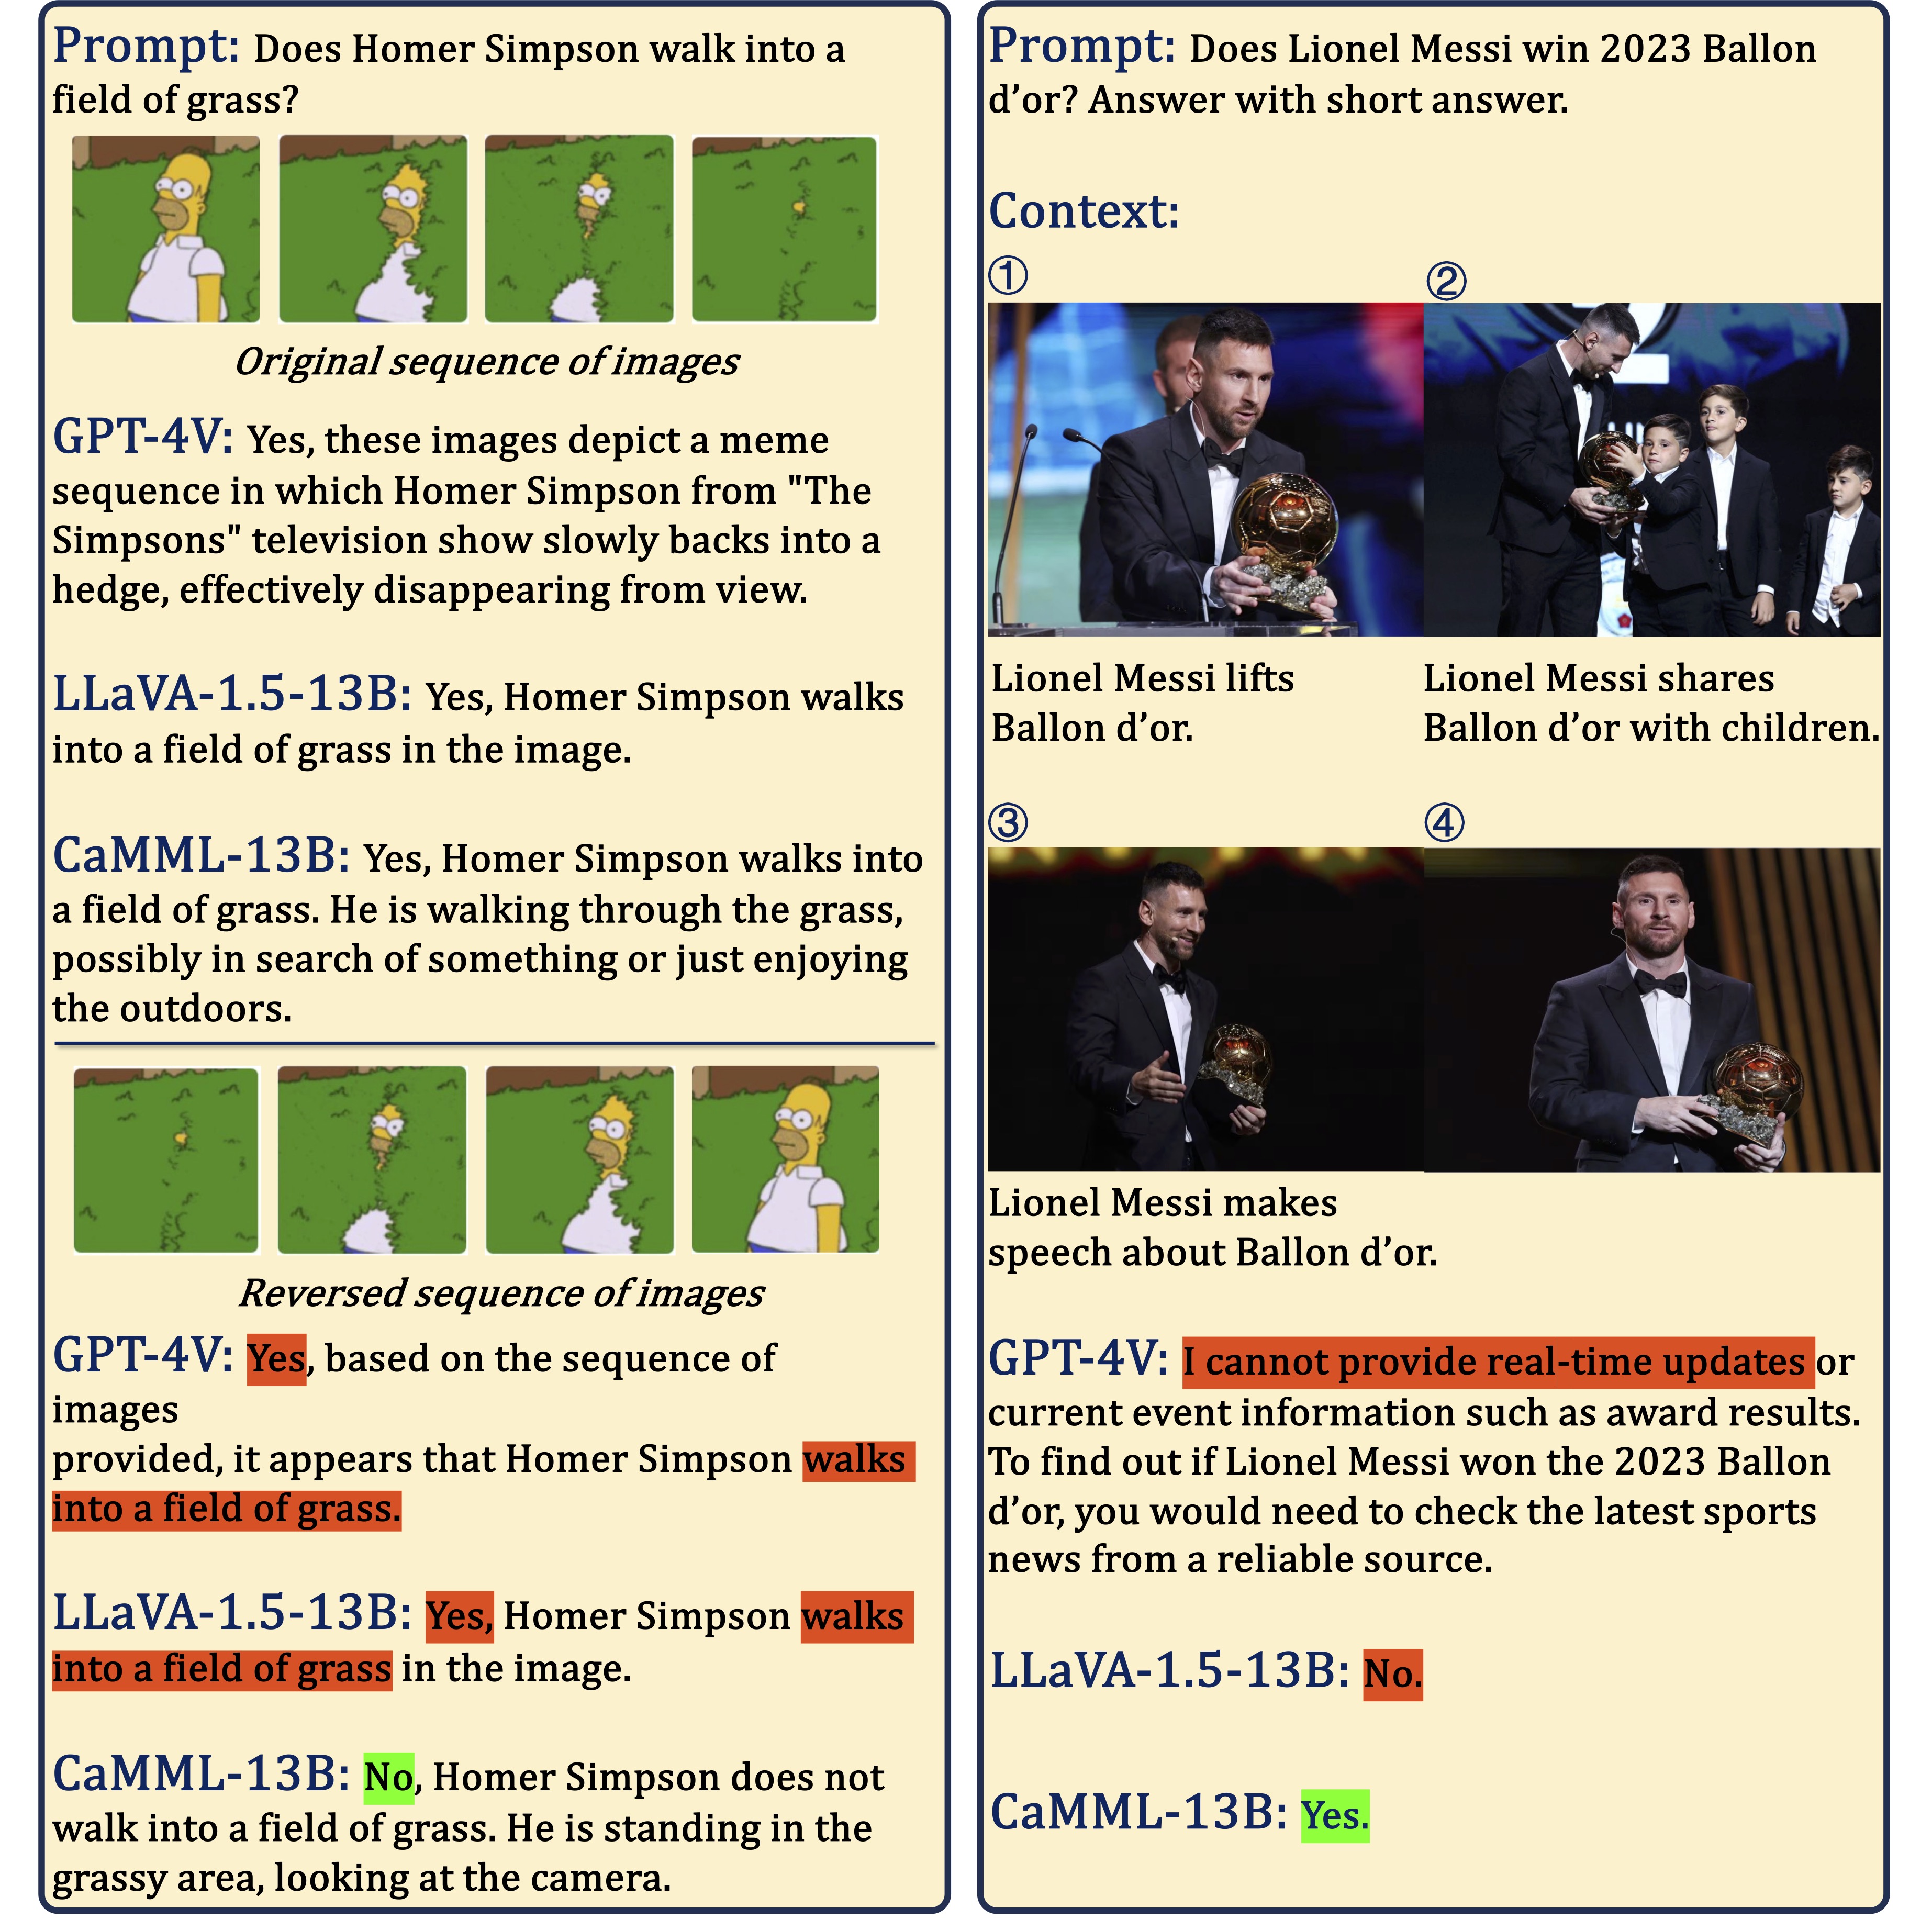 Prompt: Does Homer Simpson walk into a
field of grass?
Original sequence of images
GPT-4V: Yes, these images depict a meme
sequence in which Homer Simpson from "The
Simpsons" television show slowly backs into a
hedge, effectively disappearing from view.
LLaVA-1.5-13B: Yes, Homer Simpson walks
into a field of grass in the image.
CaMML-13B: Yes, Homer Simpson walks into
a field of grass. He is walking through the grass,
possibly in search of something or just enjoying
the outdoors.
Reversed sequence of images
GPT-4V: Yes, based on the sequence of
images
provided, it appears that Homer Simpson walks
into a field of grass.
LLaVA-1.5-13B: Yes, Homer Simpson walks
into a field of grass in the image.
CaMML-13B: No, Homer Simpson does not
walk into a field of grass. He is standing in the
grassy area, looking at the camera.
Prompt: Does Lionel Messi win 2023 Ballon
d’or? Answer with short answer.
Context:
① ②
Lionel Messi lifts
Ballon d’or.
Lionel Messi shares
Ballon d’or with children.
③ ④
Lionel Messi makes
speech about Ballon d’or.
GPT-4V: I cannot provide real-time updates or
current event information such as award results.
To find out if Lionel Messi won the 2023 Ballon
d’or, you would need to check the latest sports
news from a reliable source.
LLaVA-1.5-13B: No.
CaMML-13B: Yes.